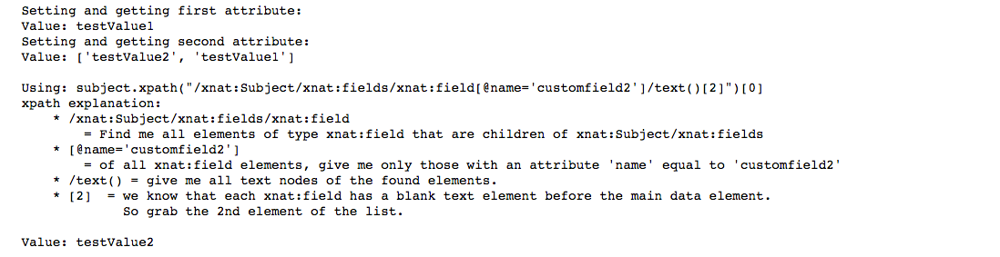 Setting and getting first attribute:
Value: testValue1
Setting and getting second attribute:
Value: ['testValue2', 'testValue1']
Using: subject.xpath("/xnat:Subject/xnat:fields/xnat:field[@name='customfield2']/text()[2]")[0]
xpath explanation:
* /xnat:Subject/xnat:fields/xnat:field
= Find me all elements of type xnat:field that are children of xnat:Subject/xnat:fields
* [@name='customfield2']
= of all xnat:field elements, give me only those with an attribute 'name' equal to 'customfield2'
* /text() = give me all text nodes of the found elements.
* [2]  = we know that each xnat:field has a blank text element before the main data element.
So grab the 2nd element of the list.
Value: testValue2